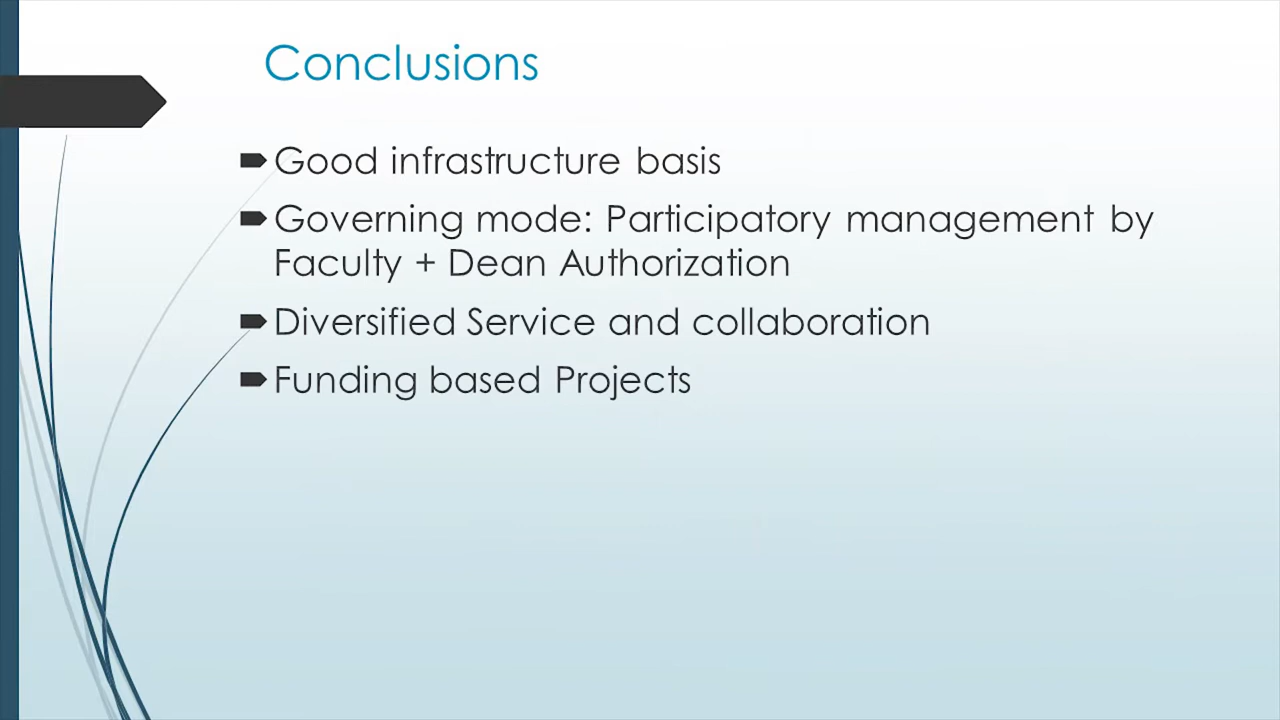 Conclusions
Good infrastructure basis
Governing mode: Participatory management by
Faculty + Dean Authorization
Diversified Service and collaboration
Funding based Projects